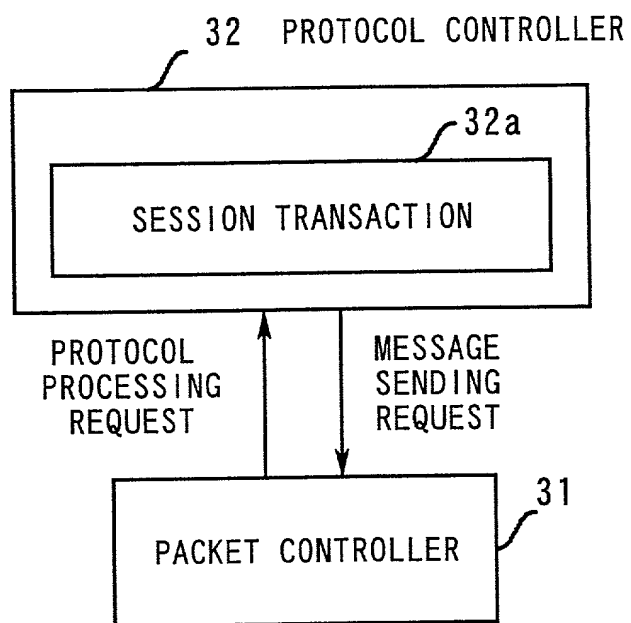 32 PROTOCOL CONTROLLER
32a
SESSION TRANSACTION
PROTOCOL
PROCESSING
REQUEST
MESSAGE
SENDING
REQUEST
31
PACKET CONTROLLER